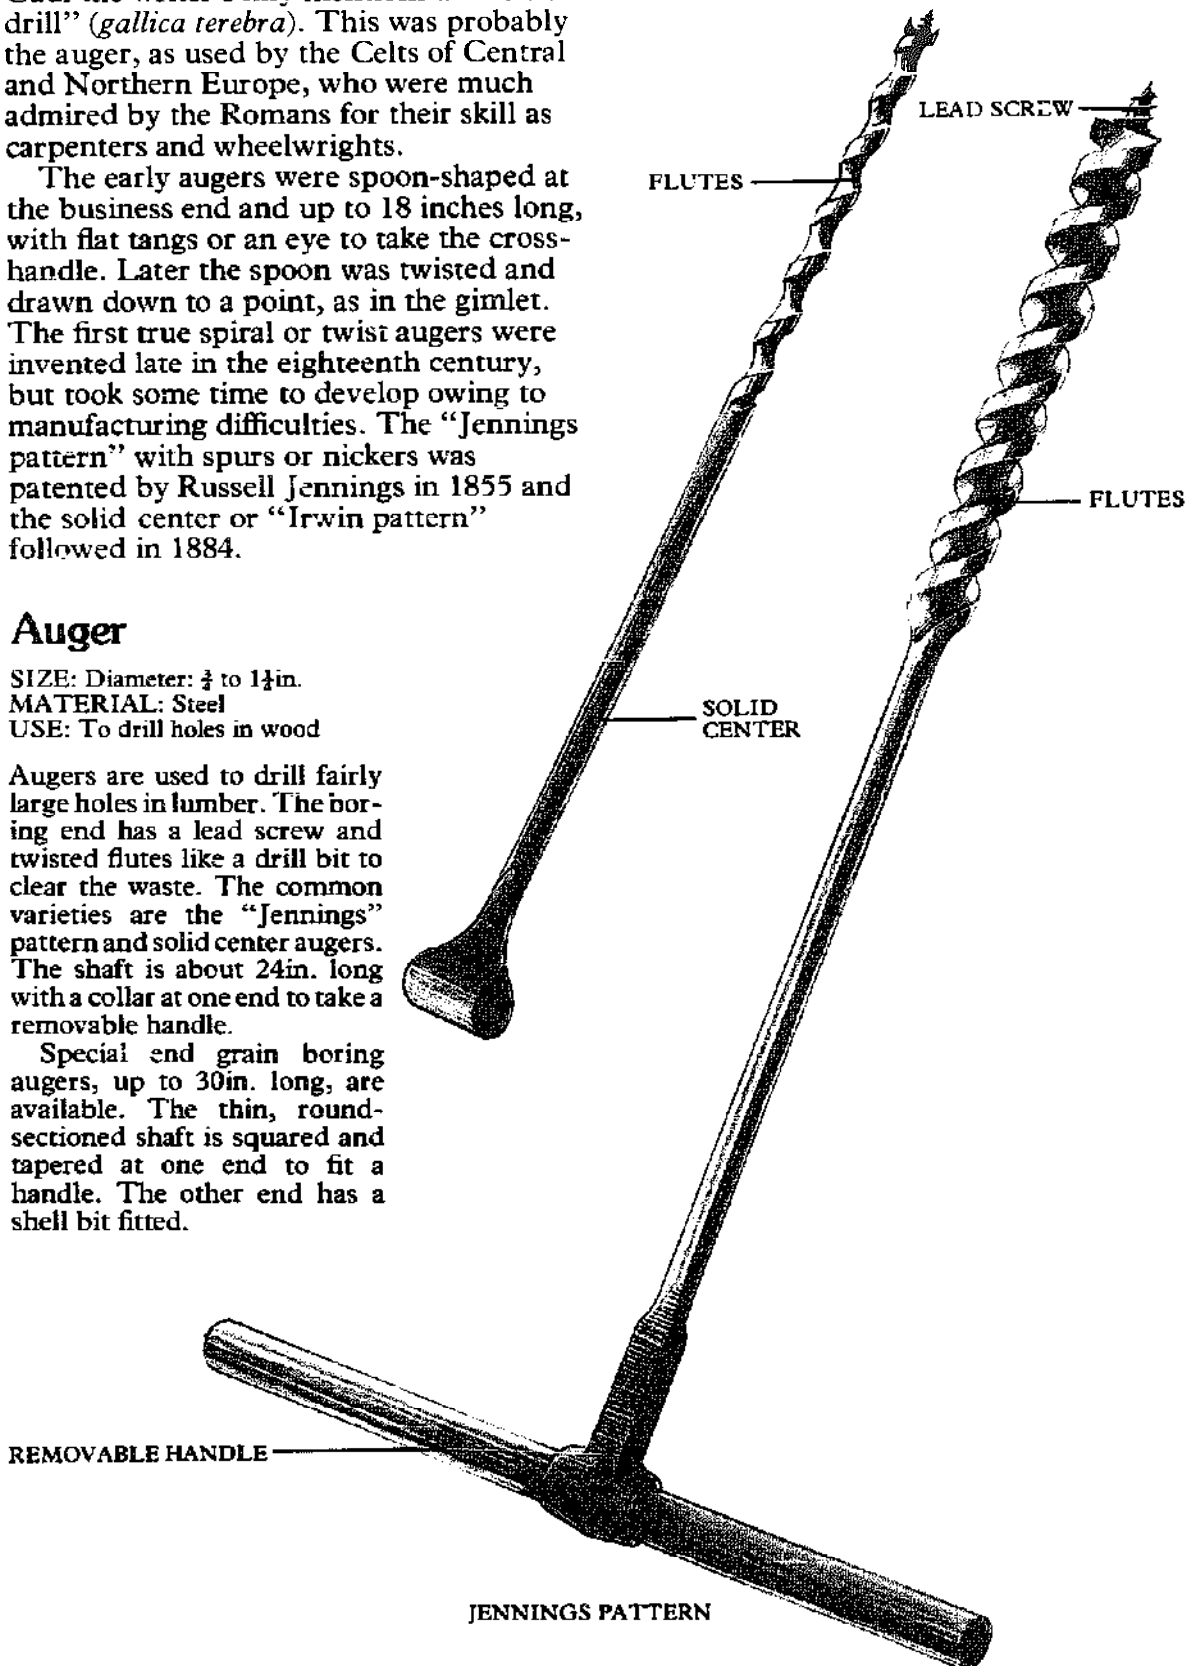 drill” (gallica terebra). This was probably
the auger, as used by the Celts of Central
and Northern Europe, who were much
admired by the Romans for their skill as
carpenters and wheelwrights.
The early augers were spoon-shaped at
the business end and up to 18 inches long,
with flat tangs or an eye to take the cross-
handle. Later the spoon was twisted and
drawn down to a point, as in the gimlet.
The first true spiral or twist augers were
invented late in the eighteenth century,
but took some time to develop owing to
manufacturing difficulties. The “Jennings
pattern” with spurs or nickers was
patented by Russell Jennings in 1855 and
the solid center or “Irwin pattern”
followed in 1884.
Auger
SIZE: Diameter: to in.
MATERIAL: Steel
USE: To drill holes in wood
Augers are used to drill fairly
large holes in lumber. The bor-
ing end has a lead screw and
twisted flutes like a drill bit to
clear the waste. The common
varieties are the “Jennings”
pattern and solid center augers.
The shaft is about 24in. long
with a collar at one end to take a
removable handle.
Special end grain boring
augers, up to 30in. long, are
available. The thin, round-
sectioned shaft is squared and
tapered at one end to fit a
handle. The other end has a
shell bit fitted.
LEAD SCREW
FLUTES
FLUTES
SOLID
CENTER
REMOVABLE HANDLE
JENNINGS PATTERN